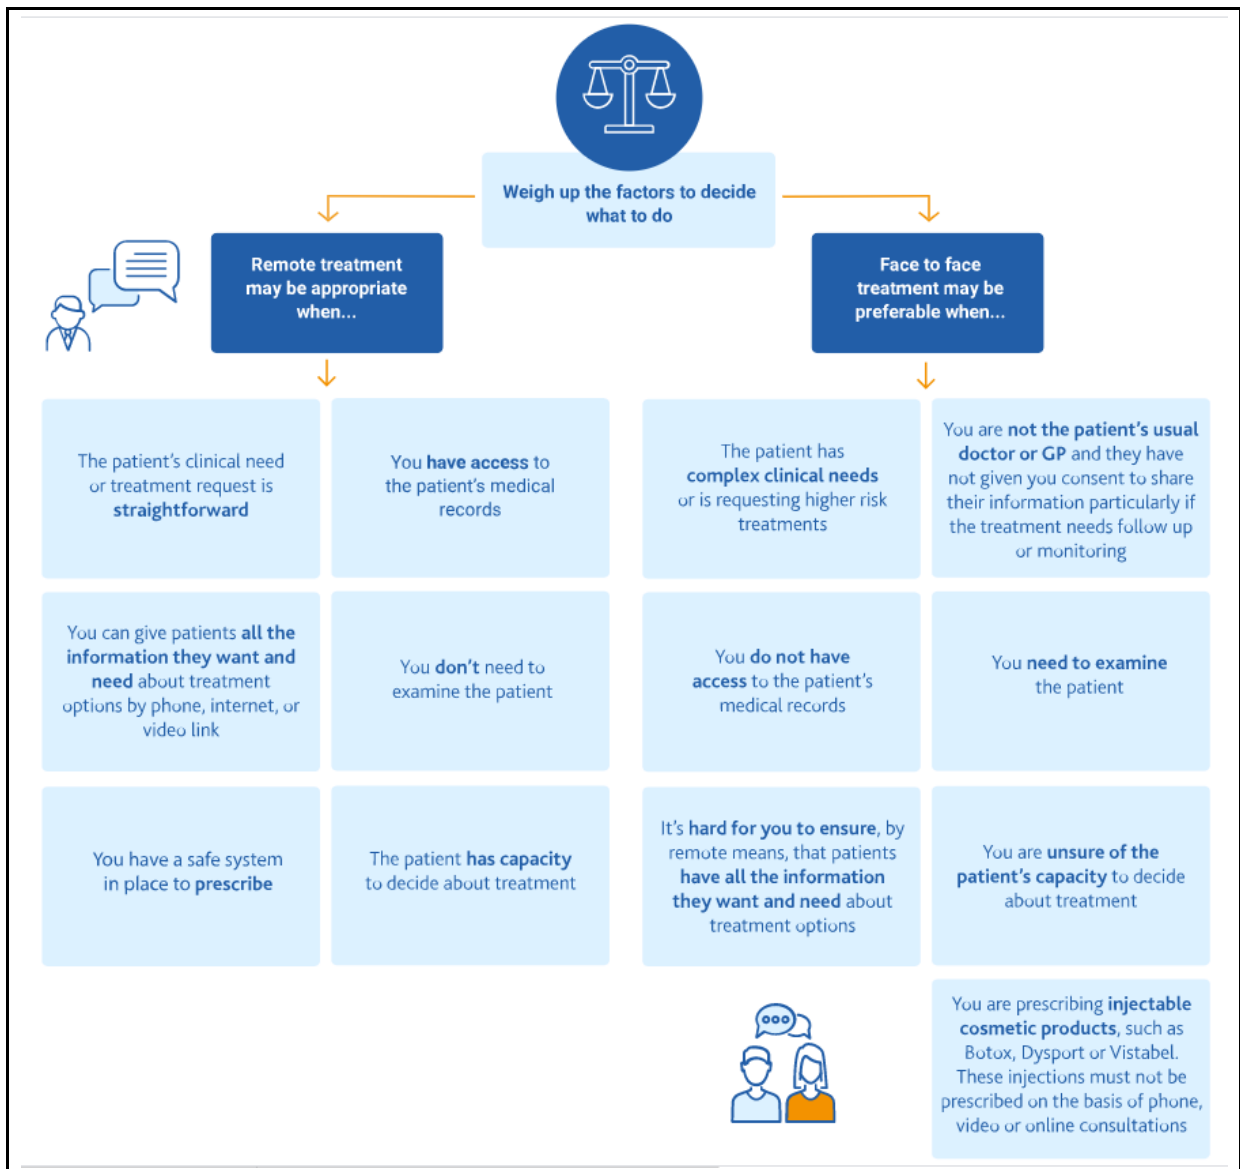 Weigh up the factors to decide
what to do
Remote treatment
may be appropriate
when...
Face to face
treatment may be
preferable when...
The patient’s clinical need
or treatment request is
straightforward
You have access to
the patient’s medical
records
You can give patients all the
information they want and
need about treatment
options by phone, internet, or
video link
You don’t need to
examine the patient
You have a safe system
in place to prescribe
The patient has capacity
to decide about treatment
The patient has
complex clinical needs
or is requesting higher risk
treatments
You are not the patient’s usual
doctor or GP and they have
not given you consent to share
their information particularly if
the treatment needs follow up
or monitoring
You do not have
access to the patient’s
medical records
You need to examine
the patient
It’s hard for you to ensure, by
remote means, that patients
have all the information
they want and need about
treatment options
You are unsure of the
patient’s capacity to decide
about treatment
You are prescribing injectable
cosmetic products, such as
Botox, Dysport or Vistabel.
These injections must not be
prescribed on the basis of phone,
video or online consultations